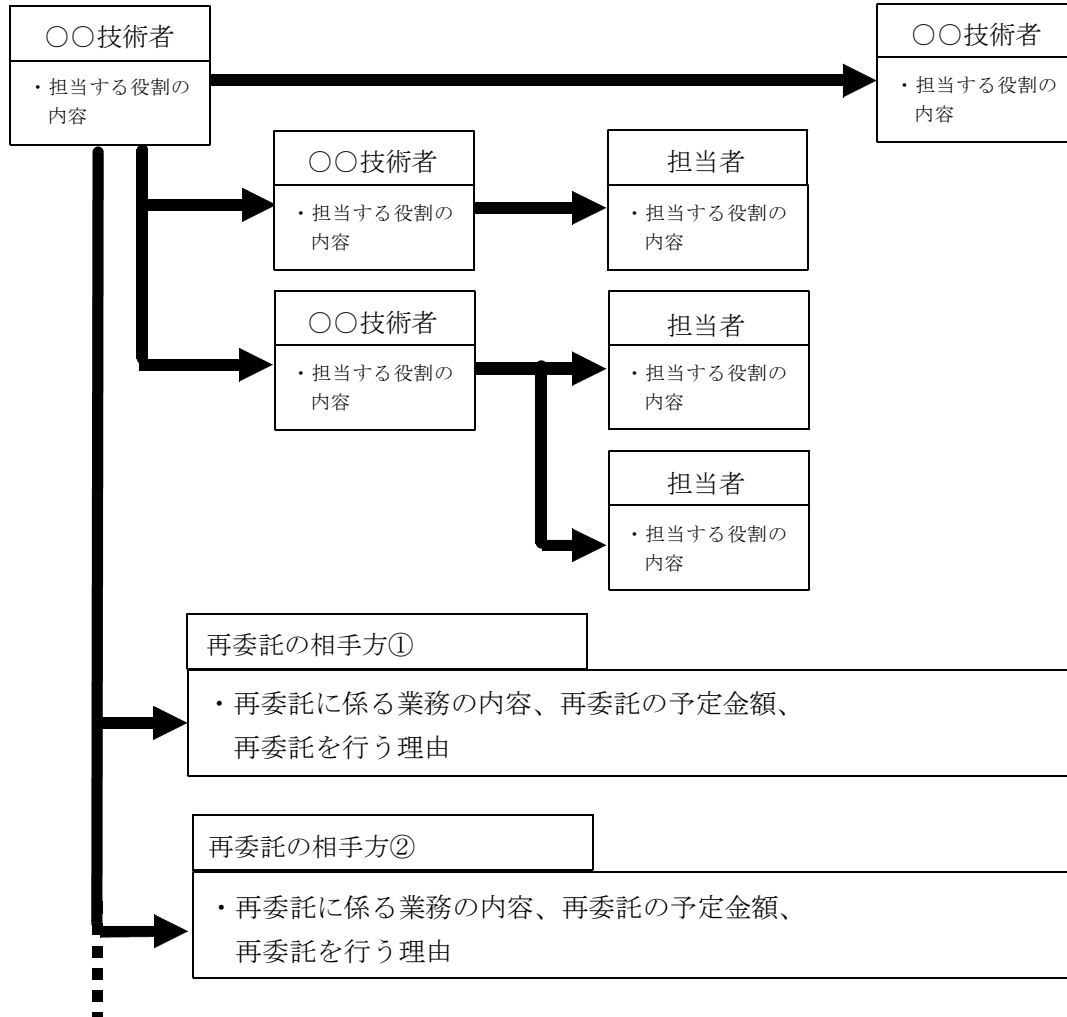 〇〇技術者
・担当する役割の
内容
〇〇技術者
・担当する役割の
内容
〇〇技術者
・担当する役割の
内容
担当者
・担当する役割の
内容
〇〇技術者
・担当する役割の
内容
担当者
・担当する役割の
内容
担当者
・担当する役割の
内容
再委託の相手方①
・再委託に係る業務の内容、再委託の予定金額、
再委託を行う理由
再委託の相手方②
・再委託に係る業務の内容、再委託の予定金額、
再委託を行う理由